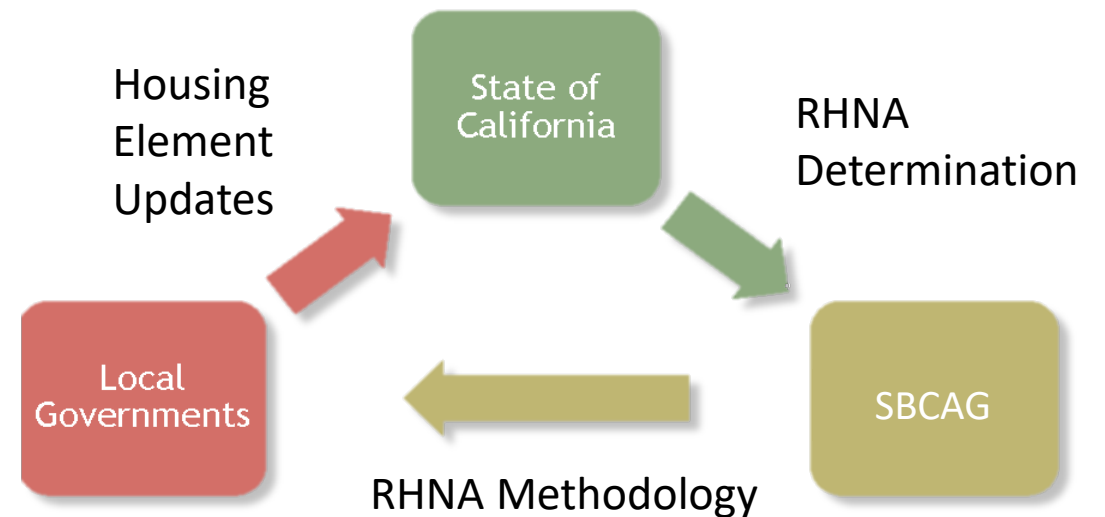 Housing
Element
Updates
State of
California
RHNA
Determination
Local
Governments
SBCAG
RHNA Methodology